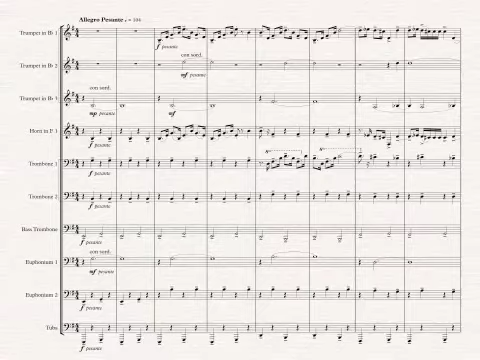 Allegro Pesante ♩ = 104
Trumpet in B♭ 1
f pesante
con sord.
Trumpet in B♭ 2
mf pesante
con sord.
Trumpet in B♭ 3
mp pesante
mf
Horn in F 1
f pesante
Trombone 1
f pesante
Trombone 2
f pesante
Bass Trombone
f pesante
con sord.
Euphonium 1
mf pesante
Euphonium 2
f pesante
Tuba
f pesante